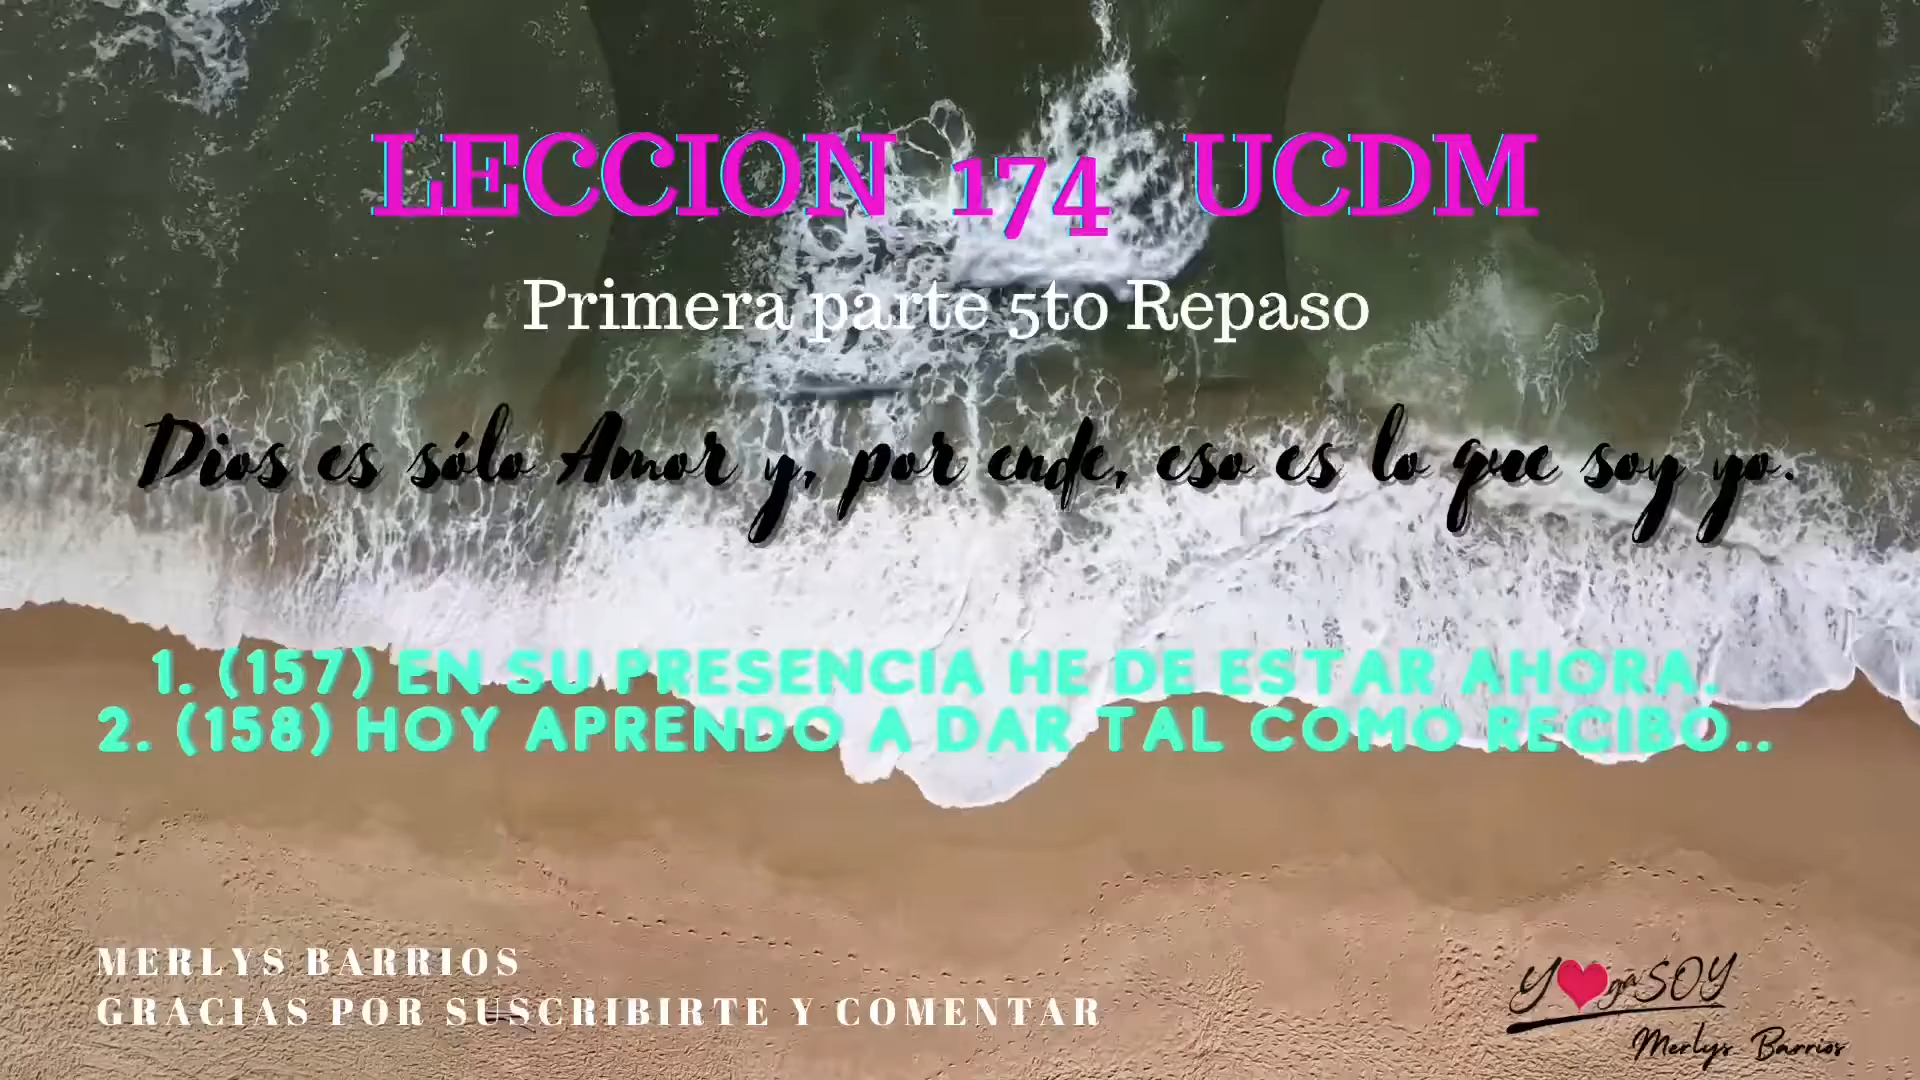 LECCION 174 UCDM
Primera parte 5to Repaso
Dios es sólo Amor y, por ende, eso es lo que soy yo.
1. (157) EN SU PRESENCIA HE DE ESTAR AHORA.
2. (158) HOY APRENDO A DAR TAL COMO RECIBO..
MERLYS BARRIOS
GRACIAS POR SUSCRIBIRTE Y COMENTAR
Y❤gaSOY
Merlys Barrios